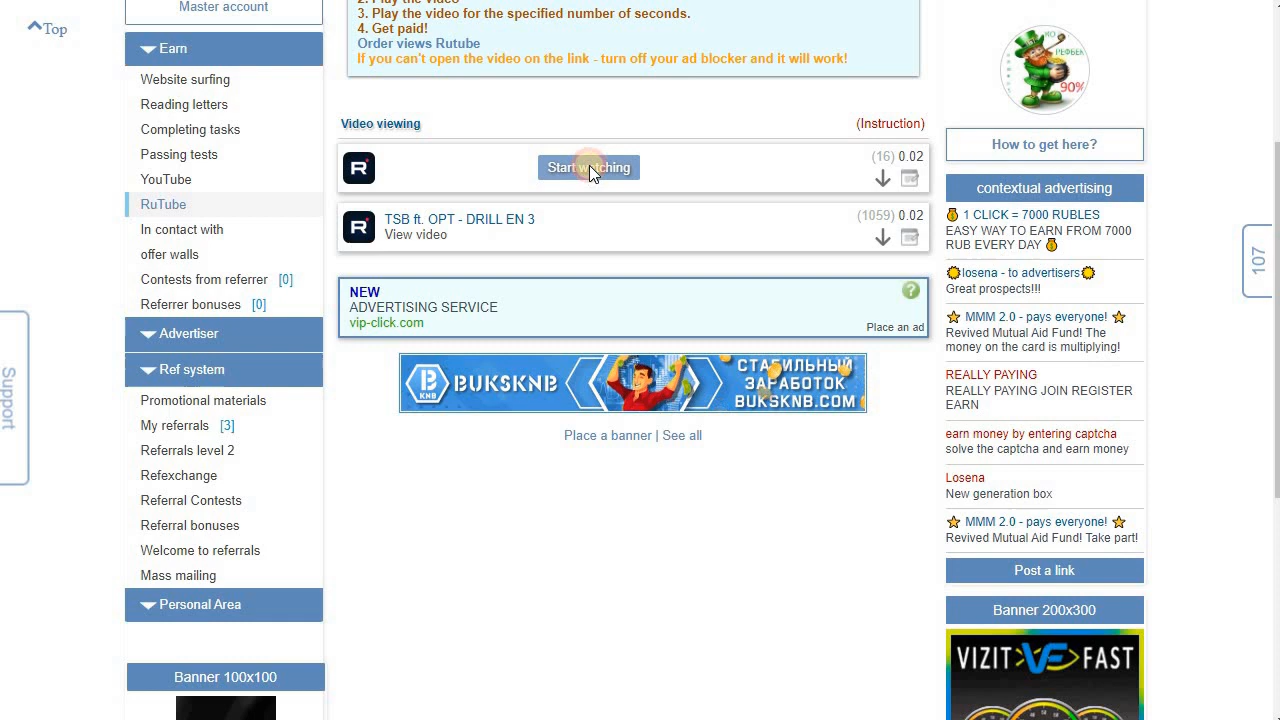 Top
Master account
Earn
Website surfing
Reading letters
Completing tasks
Passing tests
YouTube
RuTube
In contact with
offer walls
Contests from referrer [0]
Referrer bonuses [0]
Advertiser
Ref system
Promotional materials
My referrals [3]
Referrals level 2
Refexchange
Referral Contests
Referral bonuses
Welcome to referrals
Mass mailing
Personal Area
Banner 100x100
Support
3. Play the video for the specified number of seconds.
4. Get paid!
Order views Rutube
If you can't open the video on the link - turn off your ad blocker and it will work!
Video viewing (Instruction)
R Start watching (16) 0.02
R TSB ft. OPT - DRILL EN 3 (1059) 0.02
View video
NEW
ADVERTISING SERVICE
vip-click.com
Place an ad
KNB BUKSKNB
СТАБИЛЬНЫЙ
ЗАРАБОТОК
BUKSKNB.COM
Place a banner | See all
РЕФБЕК
90%
How to get here?
contextual advertising
1 CLICK = 7000 RUBLES
EASY WAY TO EARN FROM 7000
RUB EVERY DAY
losena - to advertisers
Great prospects!!!
MMM 2.0 - pays everyone!
Revived Mutual Aid Fund! The
money on the card is multiplying!
REALLY PAYING
REALLY PAYING JOIN REGISTER
EARN
earn money by entering captcha
solve the captcha and earn money
Losena
New generation box
MMM 2.0 - pays everyone!
Revived Mutual Aid Fund! Take part!
Post a link
Banner 200x300
VIZIT VF FAST
107